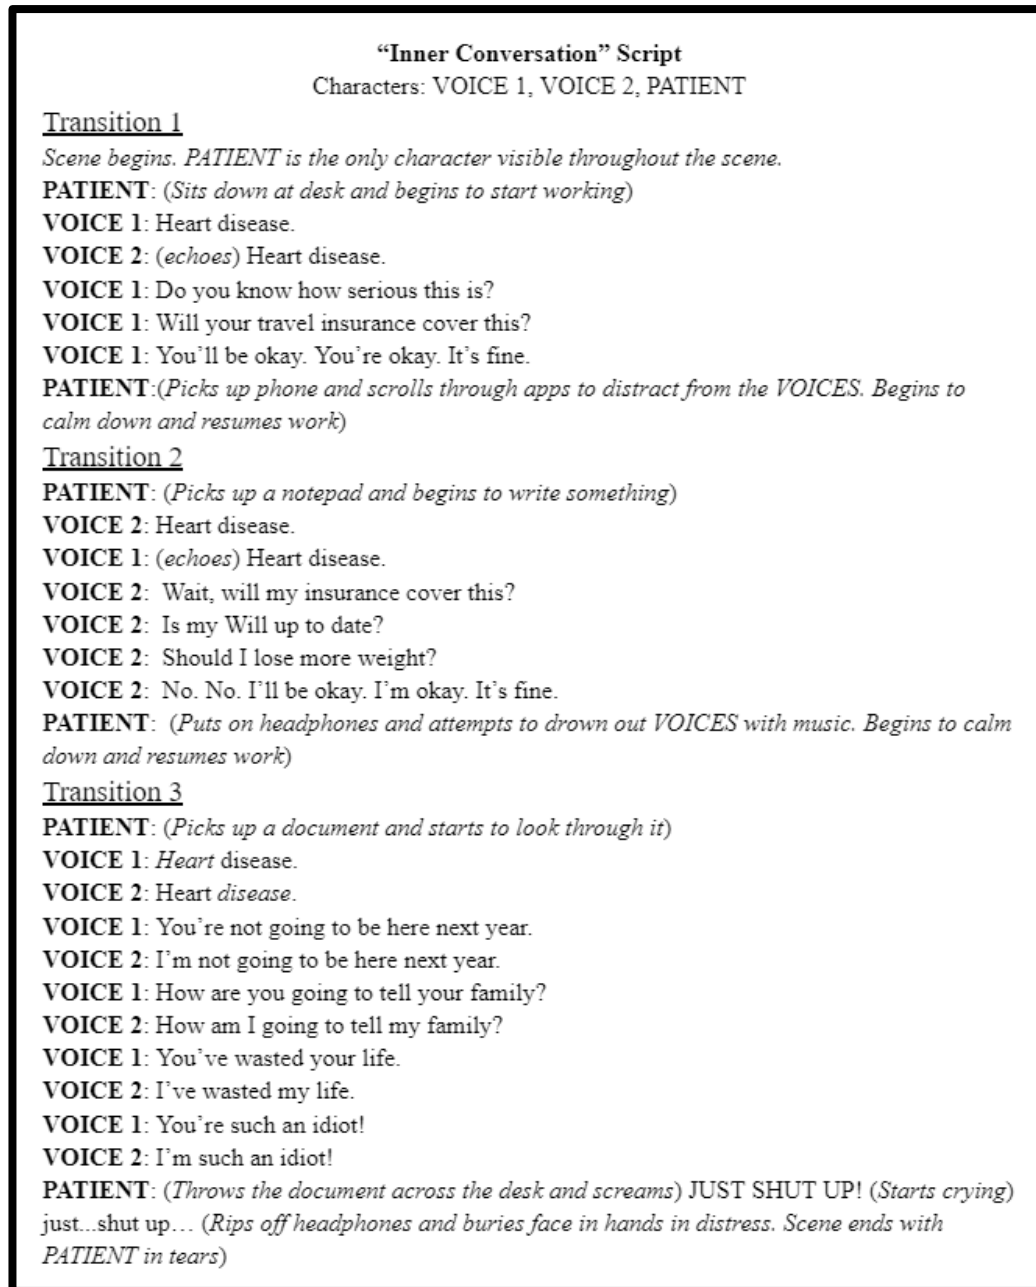 “Inner Conversation” Script
Characters: VOICE 1, VOICE 2, PATIENT
Transition 1
Scene begins. PATIENT is the only character visible throughout the scene.
PATIENT: (Sits down at desk and begins to start working)
VOICE 1: Heart disease.
VOICE 2: (echoes) Heart disease.
VOICE 1: Do you know how serious this is?
VOICE 1: Will your travel insurance cover this?
VOICE 1: You’ll be okay. You’re okay. It’s fine.
PATIENT:(Picks up phone and scrolls through apps to distract from the VOICES. Begins to
calm down and resumes work)
Transition 2
PATIENT: (Picks up a notepad and begins to write something)
VOICE 2: Heart disease.
VOICE 1: (echoes) Heart disease.
VOICE 2:  Wait, will my insurance cover this?
VOICE 2:  Is my Will up to date?
VOICE 2:  Should I lose more weight?
VOICE 2:  No. No. I’ll be okay. I’m okay. It’s fine.
PATIENT:  (Puts on headphones and attempts to drown out VOICES with music. Begins to calm
down and resumes work)
Transition 3
PATIENT: (Picks up a document and starts to look through it)
VOICE 1: Heart disease.
VOICE 2: Heart disease.
VOICE 1: You’re not going to be here next year.
VOICE 2: I’m not going to be here next year.
VOICE 1: How are you going to tell your family?
VOICE 2: How am I going to tell my family?
VOICE 1: You’ve wasted your life.
VOICE 2: I’ve wasted my life.
VOICE 1: You’re such an idiot!
VOICE 2: I’m such an idiot!
PATIENT: (Throws the document across the desk and screams) JUST SHUT UP! (Starts crying)
just...shut up… (Rips off headphones and buries face in hands in distress. Scene ends with
PATIENT in tears)